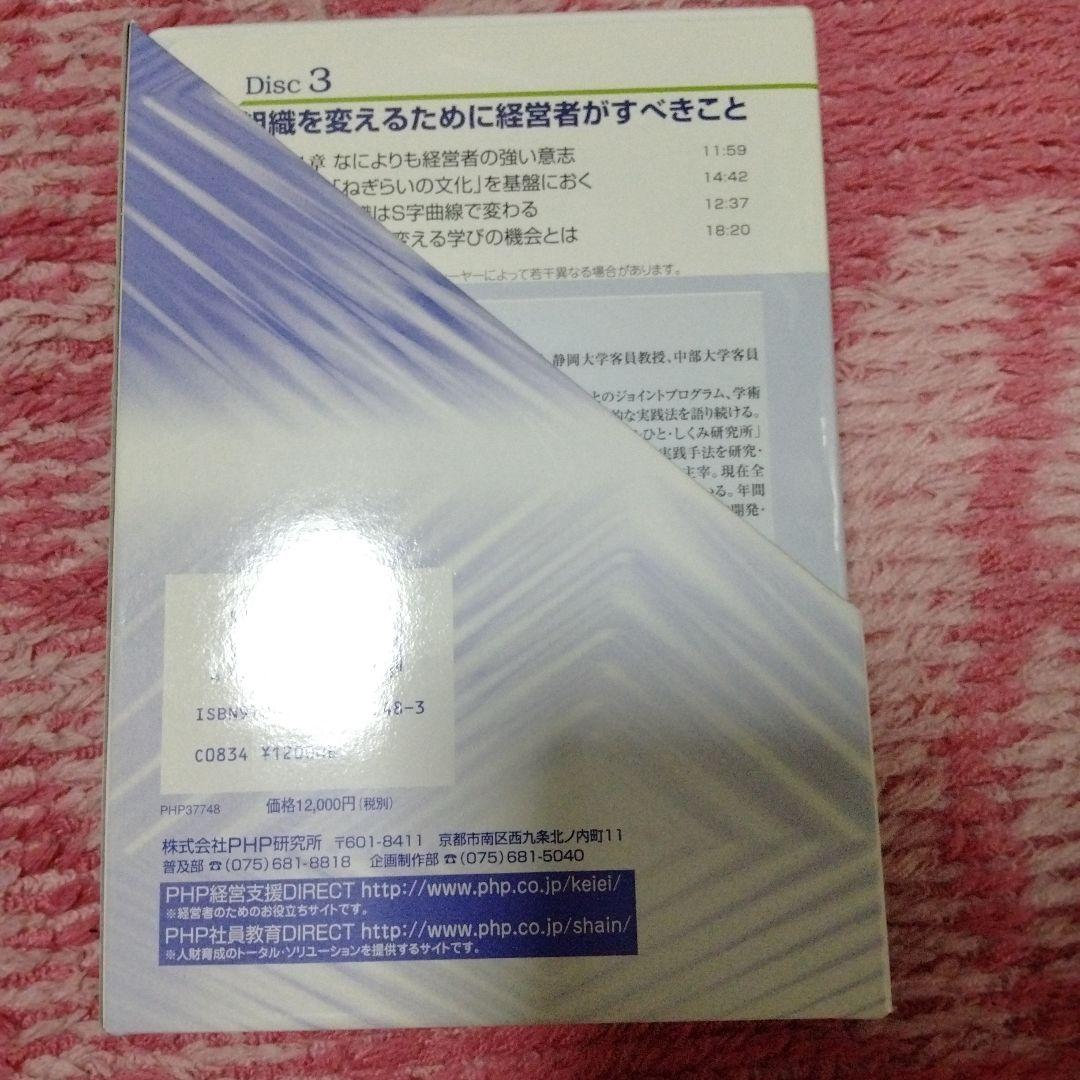 Disc 3
組織を変えるために経営者がすべきこと
章 なによりも経営者の強い意志 11:59
「ねぎらいの文化」を基盤におく 14:42
織はS字曲線で変わる 12:37
変える学びの機会とは 18:20
ーヤーによって若干異なる場合があります。
静岡大学客員教授、中部大学客員
とのジョイントプログラム、学術
的な実践法を語り続ける。
ひと・しくみ研究所」
実践手法を研究・
主宰。現在全
る。年間
開発・
48-3
C0834
PHP37748 価格12,000円(税別)
株式会社PHP研究所 〒601-8411 京都市南区西九条北ノ内町11
普及部 ☎(075)681-8818 企画制作部 ☎(075)681-5040
PHP経営支援DIRECT http://www.php.co.jp/keiei/
※経営者のためのお役立ちサイトです。
PHP社員教育DIRECT http://www.php.co.jp/shain/
※人財育成のトータル・ソリューションを提供するサイトです。